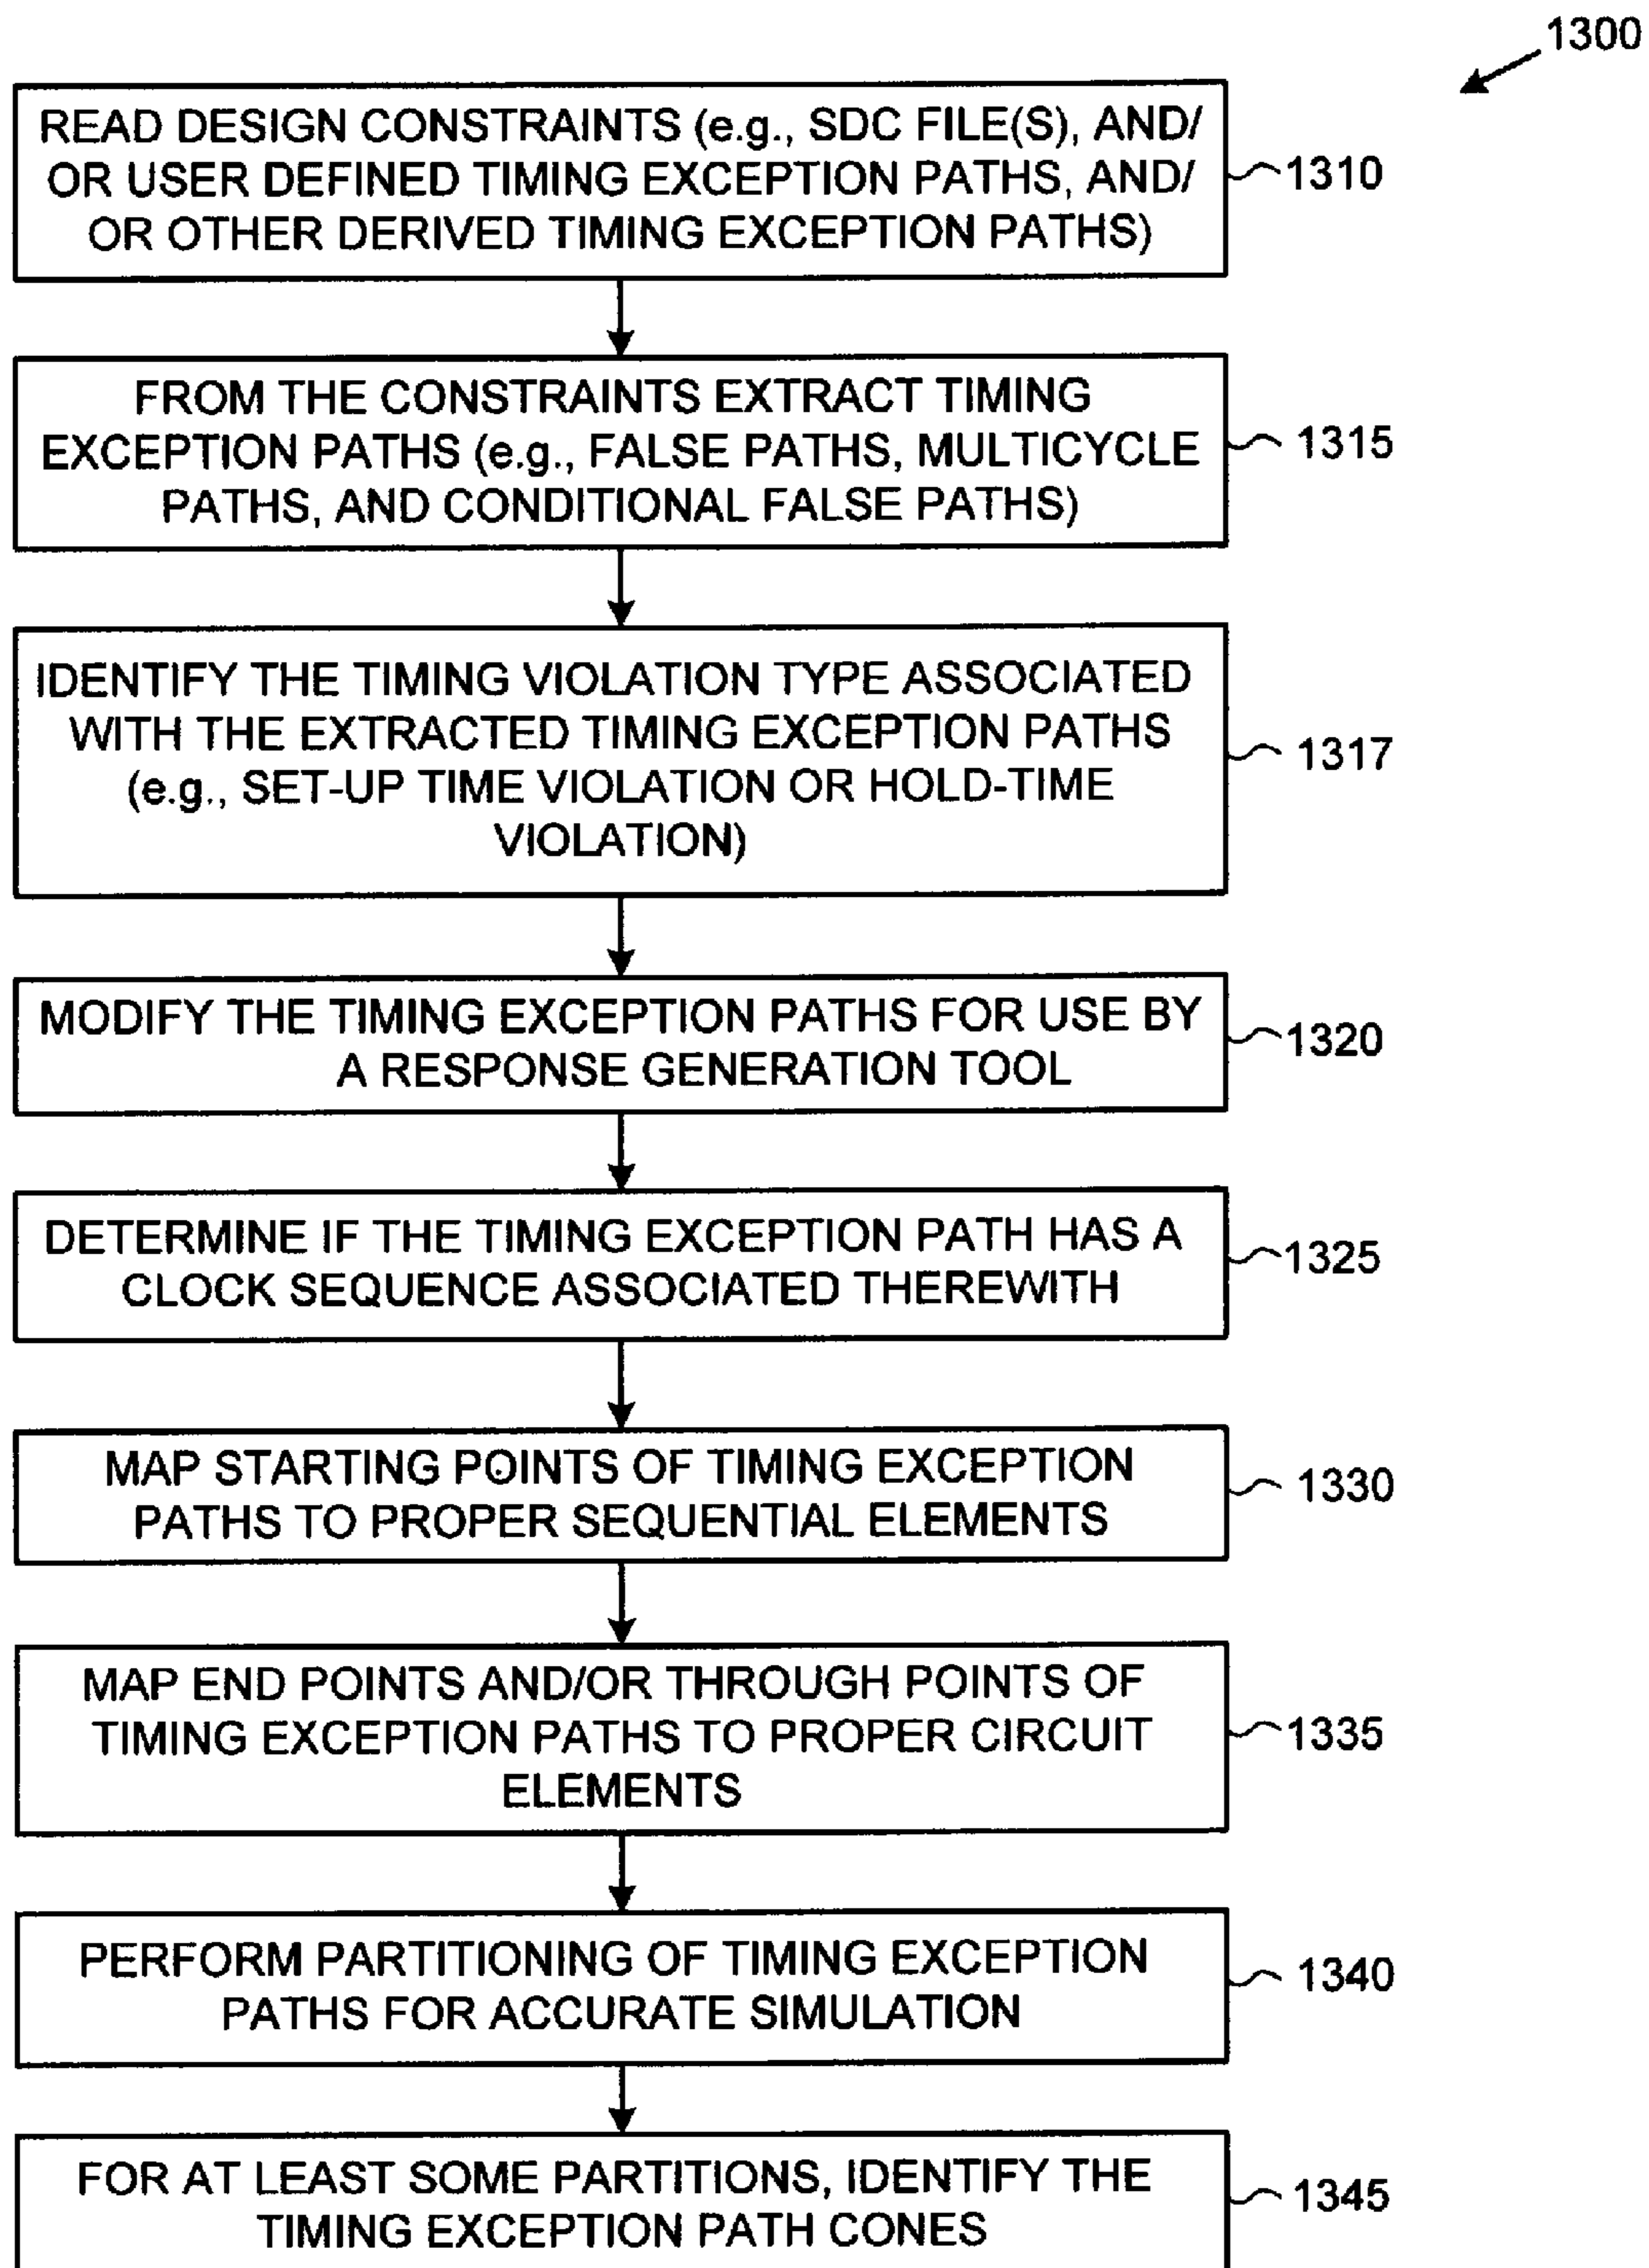 1300
READ DESIGN CONSTRAINTS (e.g., SDC FILE(S), AND/
OR USER DEFINED TIMING EXCEPTION PATHS, AND/
OR OTHER DERIVED TIMING EXCEPTION PATHS)
1310
FROM THE CONSTRAINTS EXTRACT TIMING
EXCEPTION PATHS (e.g., FALSE PATHS, MULTICYCLE
PATHS, AND CONDITIONAL FALSE PATHS)
1315
IDENTIFY THE TIMING VIOLATION TYPE ASSOCIATED
WITH THE EXTRACTED TIMING EXCEPTION PATHS
(e.g., SET-UP TIME VIOLATION OR HOLD-TIME
VIOLATION)
1317
MODIFY THE TIMING EXCEPTION PATHS FOR USE BY
A RESPONSE GENERATION TOOL
1320
DETERMINE IF THE TIMING EXCEPTION PATH HAS A
CLOCK SEQUENCE ASSOCIATED THEREWITH
1325
MAP STARTING POINTS OF TIMING EXCEPTION
PATHS TO PROPER SEQUENTIAL ELEMENTS
1330
MAP END POINTS AND/OR THROUGH POINTS OF
TIMING EXCEPTION PATHS TO PROPER CIRCUIT
ELEMENTS
1335
PERFORM PARTITIONING OF TIMING EXCEPTION
PATHS FOR ACCURATE SIMULATION
1340
FOR AT LEAST SOME PARTITIONS, IDENTIFY THE
TIMING EXCEPTION PATH CONES
1345